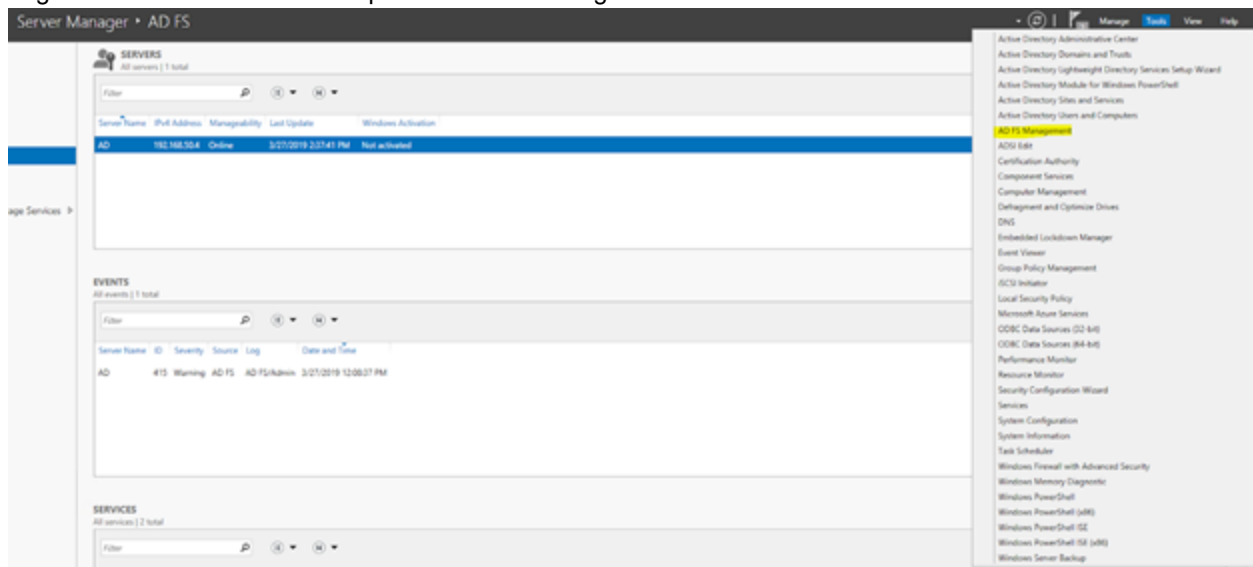 Server Manager • AD FS
Manage Tools View Help
SERVERS
All servers | 1 total
Filter
Server Name IPv4 Address Manageability Last Update Windows Activation
AD 192.168.50.4 Online 3/27/2019 2:37:41 PM Not activated
age Services
EVENTS
All events | 1 total
Filter
Server Name ID Severity Source Log Date and Time
AD 415 Warning AD FS AD FS/Admin 3/27/2019 12:08:37 PM
SERVICES
All services | 2 total
Filter
Active Directory Administrative Center
Active Directory Domains and Trusts
Active Directory Lightweight Directory Services Setup Wizard
Active Directory Module for Windows PowerShell
Active Directory Sites and Services
Active Directory Users and Computers
AD FS Management
ADSI Edit
Certification Authority
Component Services
Computer Management
Defragment and Optimize Drives
DNS
Embedded Lockdown Manager
Event Viewer
Group Policy Management
iSCSI Initiator
Local Security Policy
Microsoft Azure Services
ODBC Data Sources (32-bit)
ODBC Data Sources (64-bit)
Performance Monitor
Resource Monitor
Security Configuration Wizard
Services
System Configuration
System Information
Task Scheduler
Windows Firewall with Advanced Security
Windows Memory Diagnostic
Windows PowerShell
Windows PowerShell (x86)
Windows PowerShell ISE
Windows PowerShell ISE (x86)
Windows Server Backup